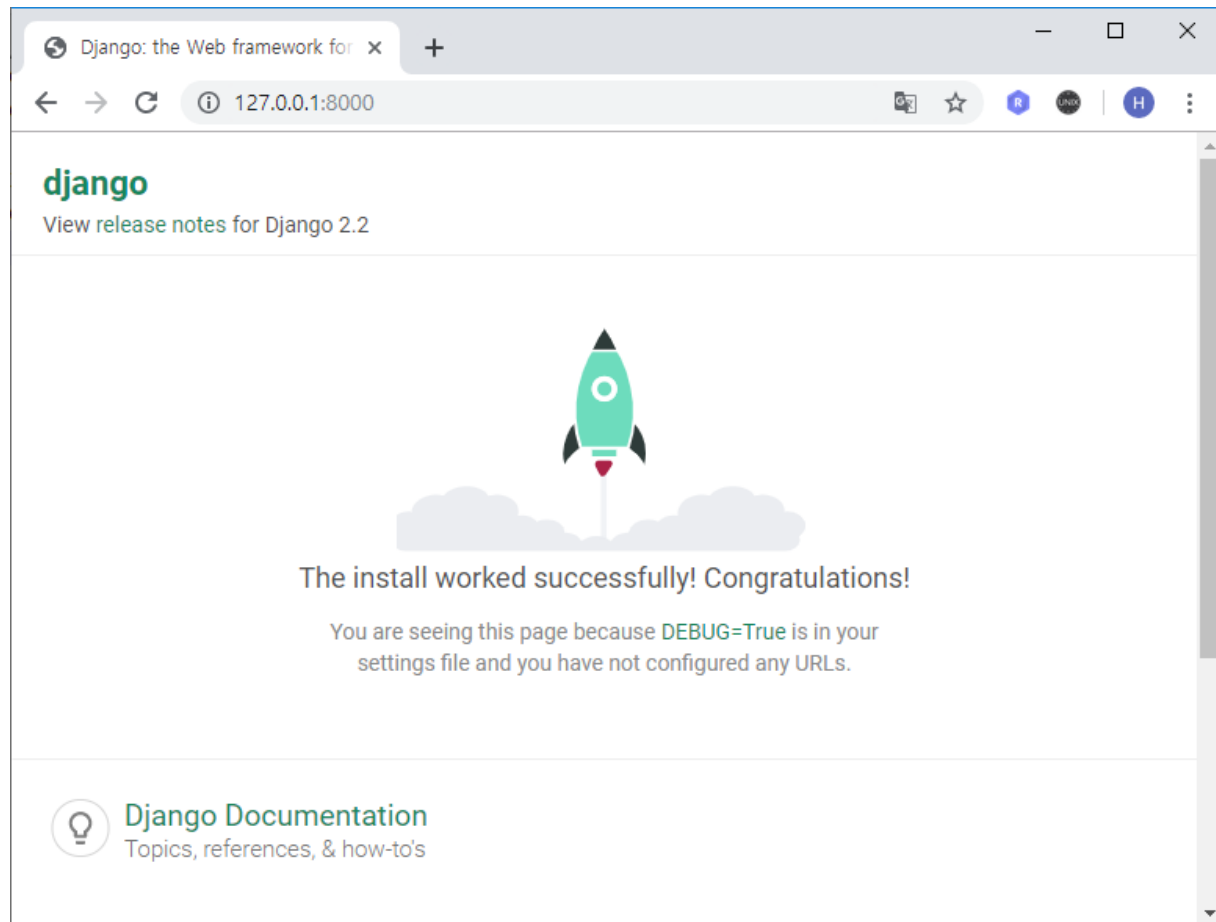 Django: the Web framework for
127.0.0.1:8000
R
UNIX
H
django
View release notes for Django 2.2
The install worked successfully! Congratulations!
You are seeing this page because DEBUG=True is in your
settings file and you have not configured any URLs.
Django Documentation
Topics, references, & how-to's